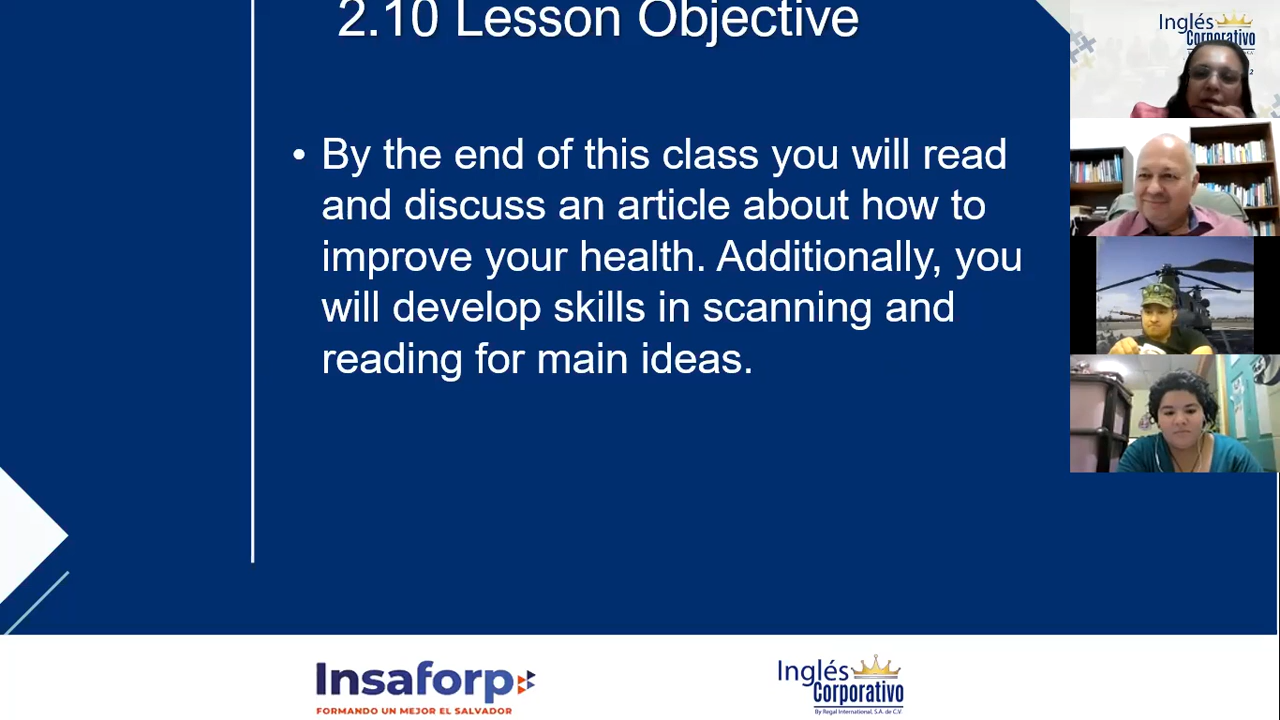 2.10 Lesson Objective
• By the end of this class you will read
and discuss an article about how to
improve your health. Additionally, you
will develop skills in scanning and
reading for main ideas.
Inglés
Corporativo
Insaforp
FORMANDO UN MEJOR EL SALVADOR
Inglés
Corporativo
By Regal International, S.A. de C.V.